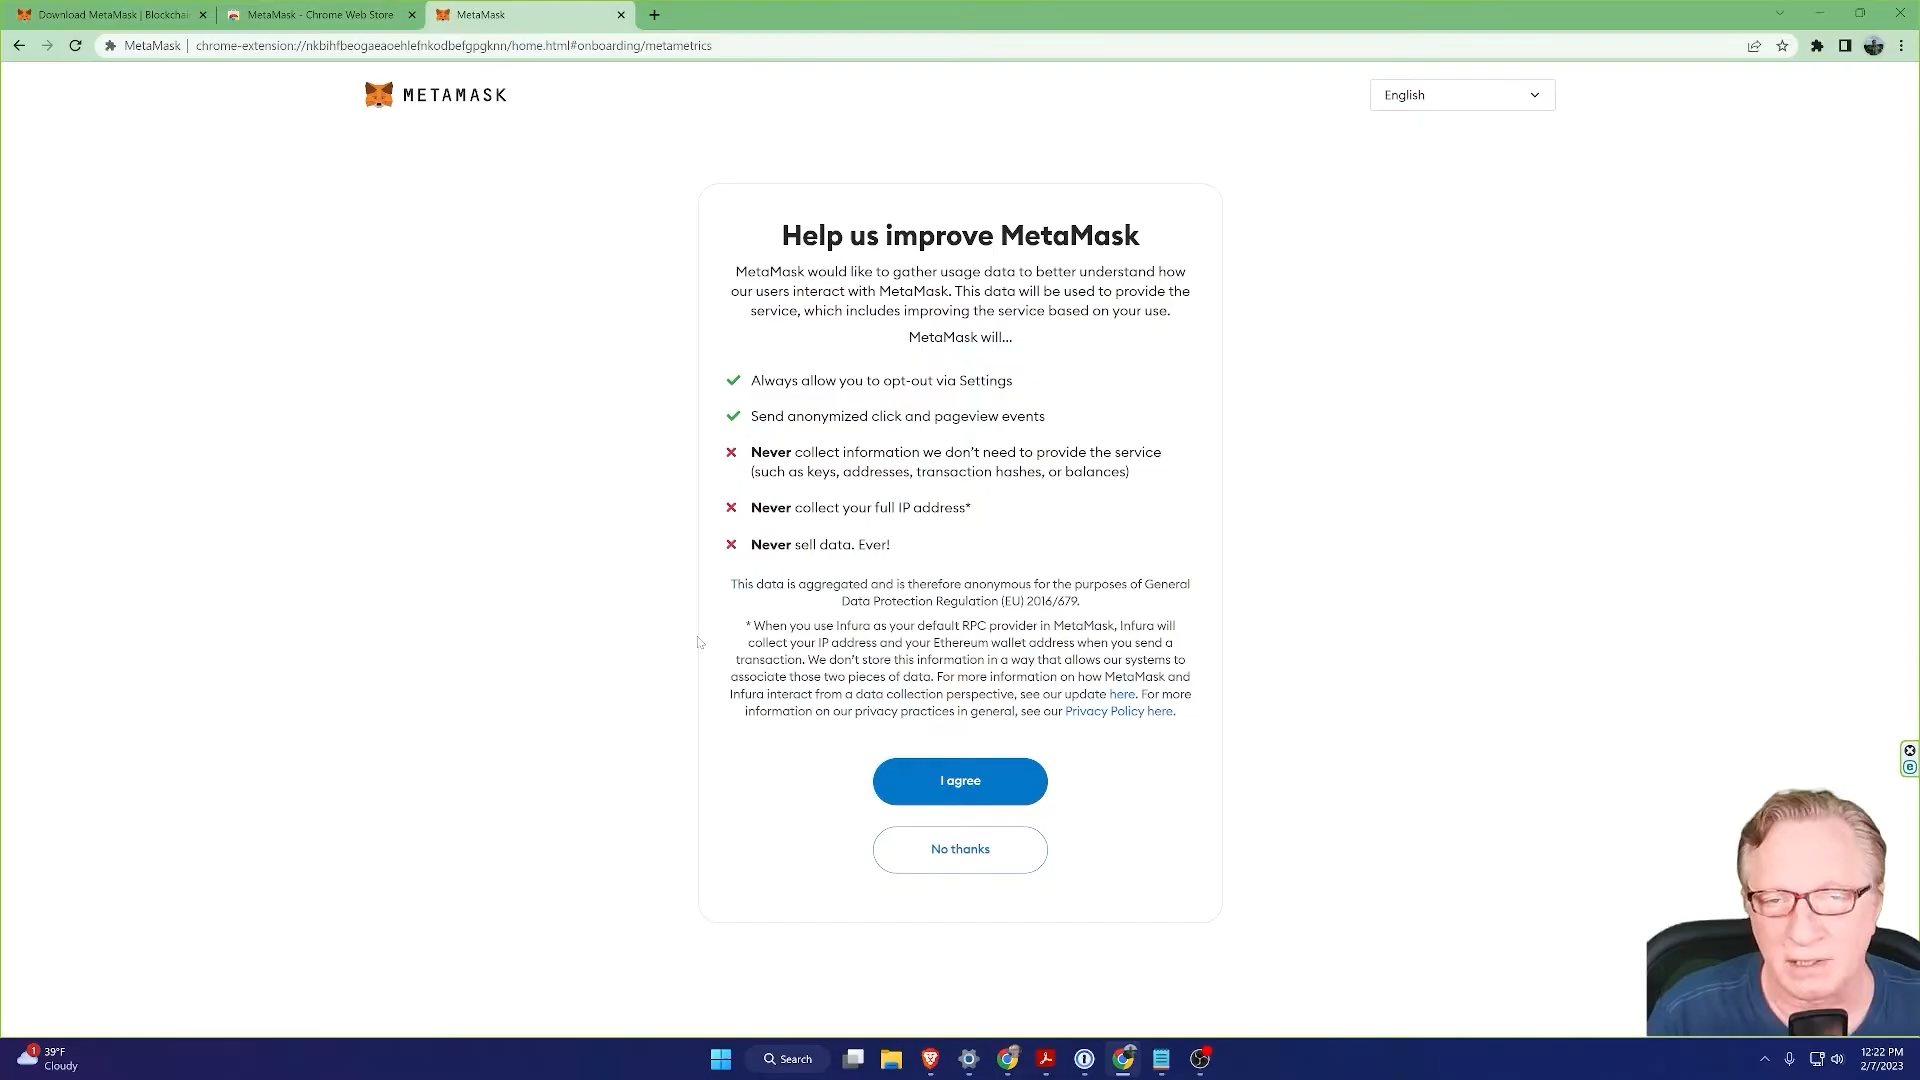 Download MetaMask | Blockchai
MetaMask - Chrome Web Store
MetaMask
MetaMask
chrome-extension://nkbihfbeogaeaoehlefnkodbefgpgknn/home.html#onboarding/metametrics
METAMASK
English
Help us improve MetaMask
MetaMask would like to gather usage data to better understand how
our users interact with MetaMask. This data will be used to provide the
service, which includes improving the service based on your use.
MetaMask will...
Always allow you to opt-out via Settings
Send anonymized click and pageview events
Never collect information we don't need to provide the service
(such as keys, addresses, transaction hashes, or balances)
Never collect your full IP address*
Never sell data. Ever!
This data is aggregated and is therefore anonymous for the purposes of General
Data Protection Regulation (EU) 2016/679.
* When you use Infura as your default RPC provider in MetaMask, Infura will
collect your IP address and your Ethereum wallet address when you send a
transaction. We don't store this information in a way that allows our systems to
associate those two pieces of data. For more information on how MetaMask and
Infura interact from a data collection perspective, see our update here. For more
information on our privacy practices in general, see our Privacy Policy here.
I agree
No thanks
1
39°F
Cloudy
Search
12:22 PM
2/7/2023